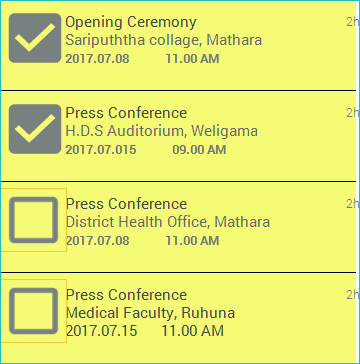 Opening Ceremony 2h
Saripuththa collage, Mathara
2017.07.08 11.00 AM
Press Conference 2h
H.D.S Auditorium, Weligama
2017.07.015 09.00 AM
Press Conference 2h
District Health Office, Mathara
2017.07.08 11.00 AM
Press Conference 2h
Medical Faculty, Ruhuna
2017.07.15 11.00 AM